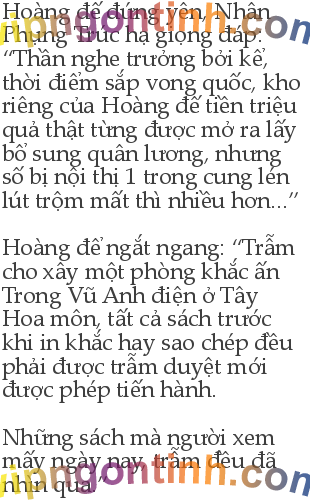 Hoàng đế đứng yên, Nhân
Phụng Trúc hạ giọng đáp:
“Thần nghe trưởng bối kể,
thời điểm sắp vong quốc, kho
riêng của Hoàng đế tiền triệu
quả thật từng được mở ra lấy
bổ sung quân lương, nhưng
số bị nội thị 1 trong cung lén
lút trộm mất thì nhiều hơn...”
Hoàng đế ngắt ngang: “Trẫm
cho xây một phòng khắc ấn
Trong Vũ Anh điện ở Tây
Hoa môn, tất cả sách trước
khi in khắc hay sao chép đều
phải được trẫm duyệt mới
được phép tiến hành.
Những sách mà người xem
mấy ngày nay, trẫm đều đã
nhìn qua.”